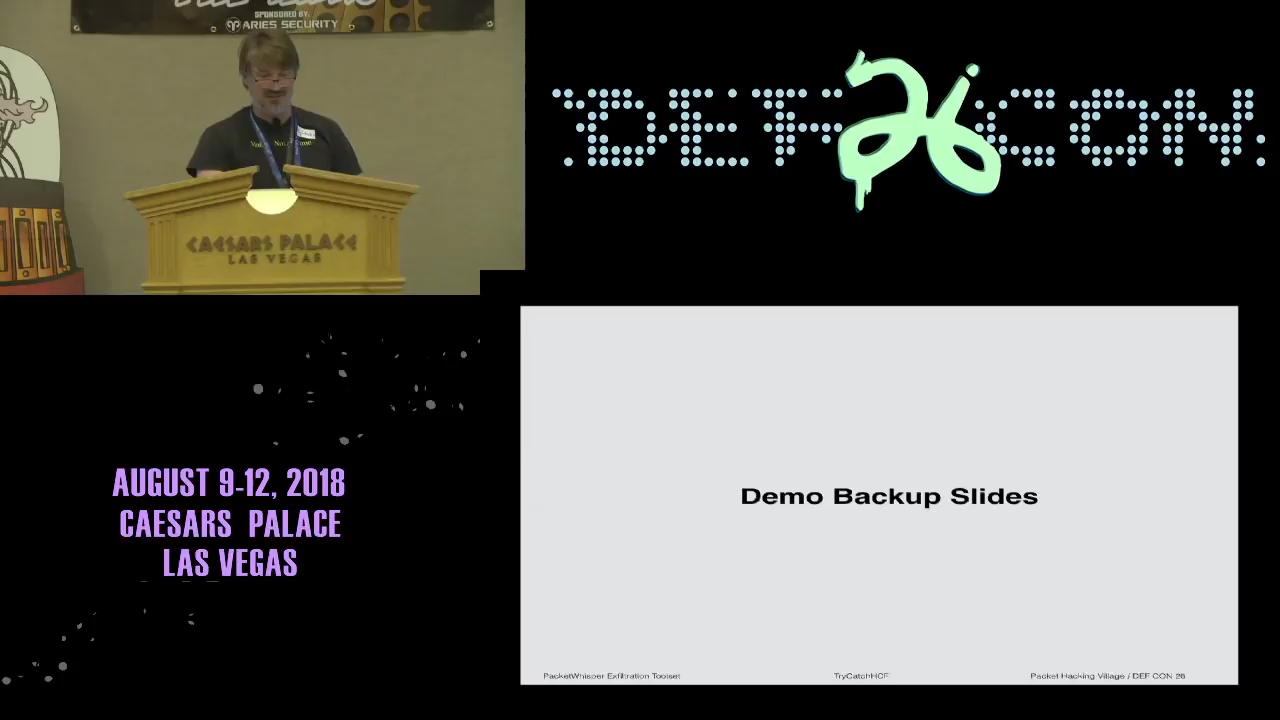 SPONSORED BY:
ARIES SECURITY
CAESARS PALACE
LAS VEGAS
DEF 26 CON
AUGUST 9-12, 2018
CAESARS PALACE
LAS VEGAS
Demo Backup Slides
PacketWhisper Exfiltration Toolset
TryCatchHCF
Packet Hacking Village / DEF CON 26